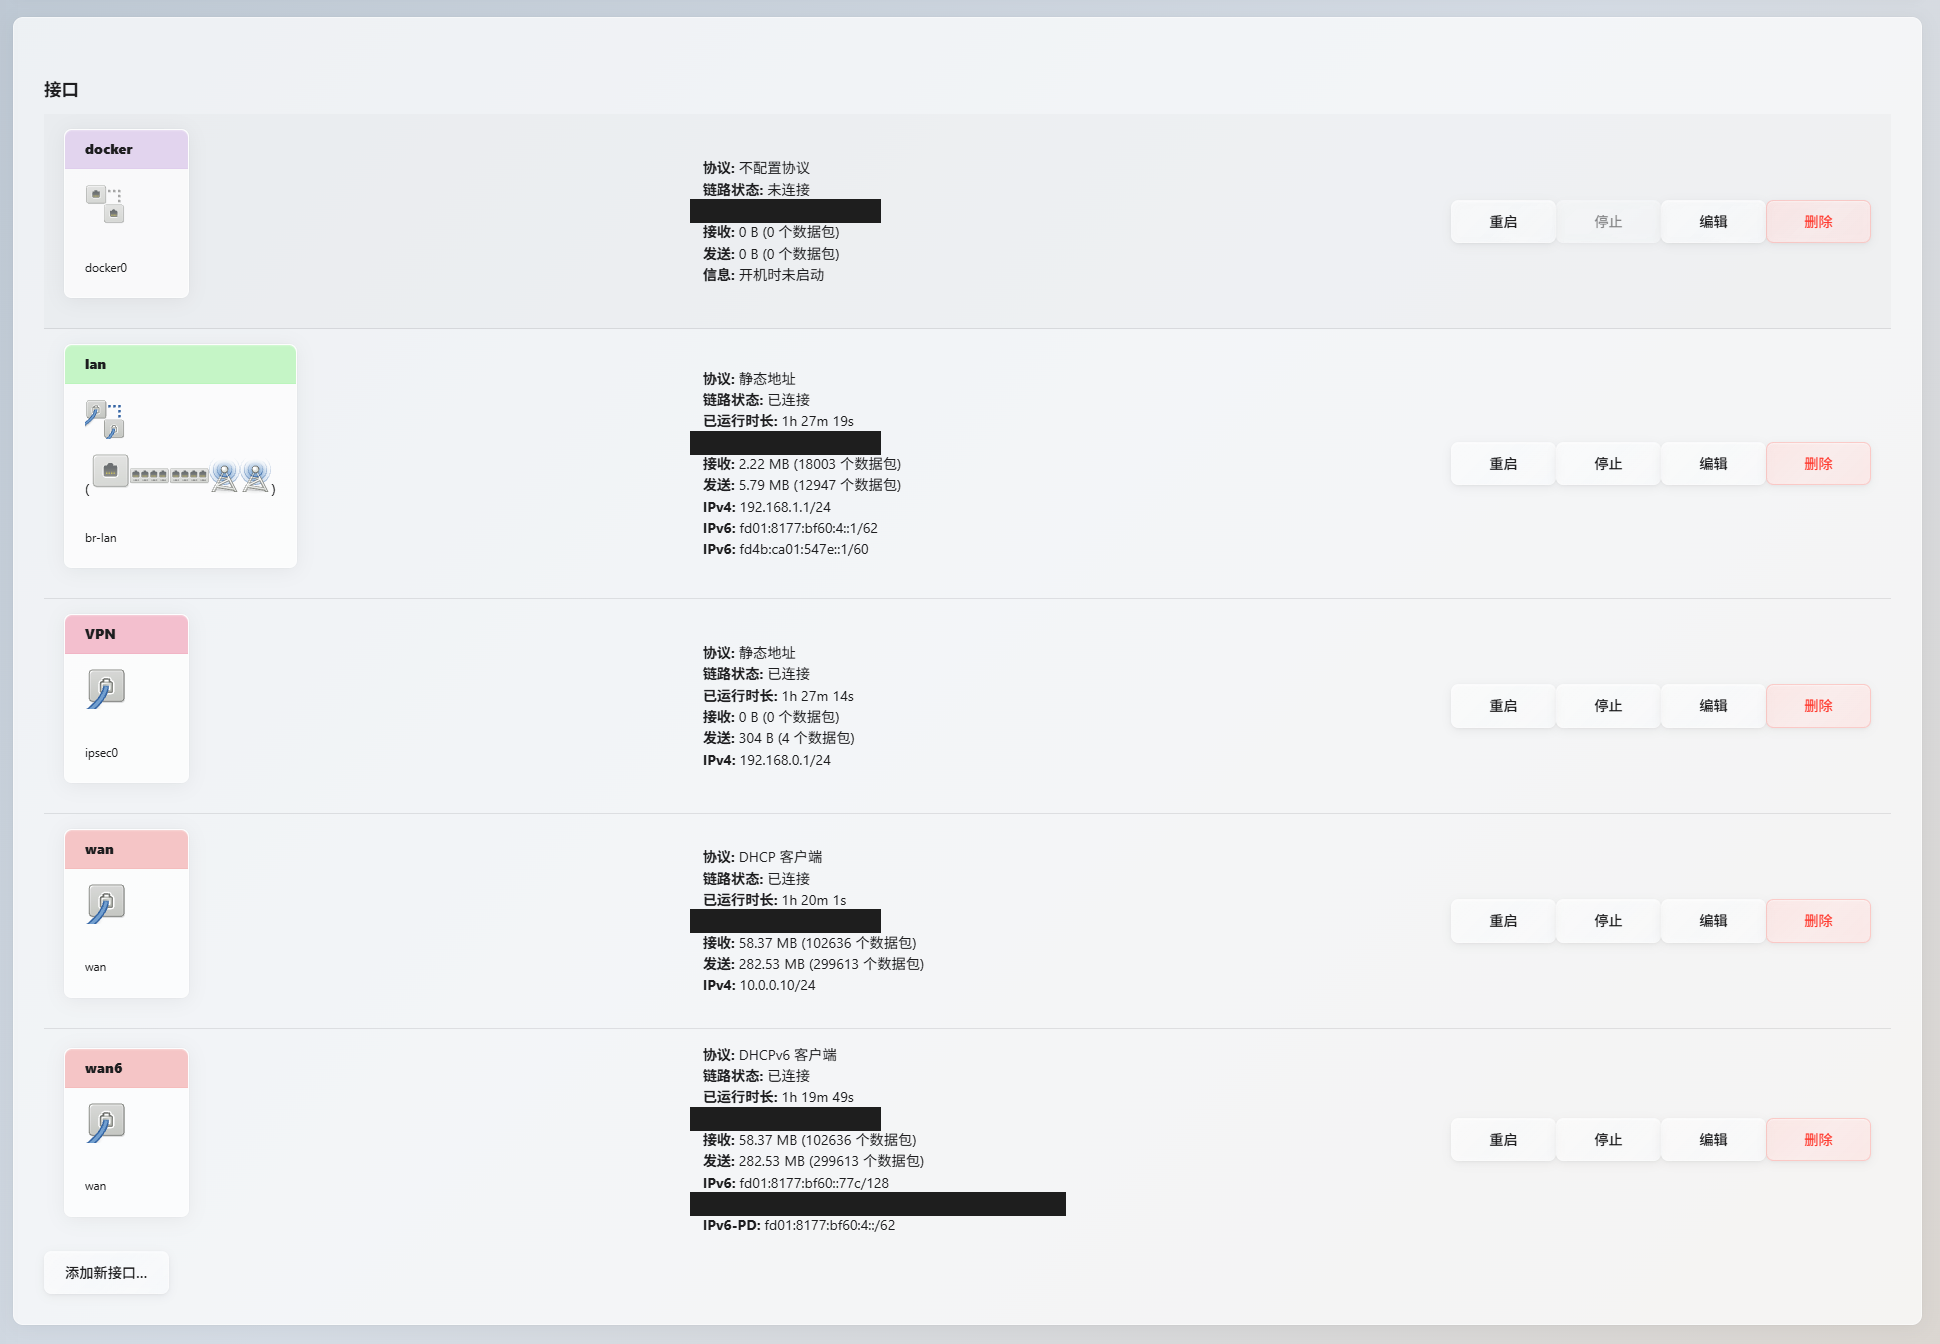 接口
docker
docker0
协议: 不配置协议
链路状态: 未连接
接收: 0 B (0 个数据包)
发送: 0 B (0 个数据包)
信息: 开机时未启动
重启 停止 编辑 删除
lan
(
)
br-lan
协议: 静态地址
链路状态: 已连接
已运行时长: 1h 27m 19s
接收: 2.22 MB (18003 个数据包)
发送: 5.79 MB (12947 个数据包)
IPv4: 192.168.1.1/24
IPv6: fd01:8177:bf60:4::1/62
IPv6: fd4b:ca01:547e::1/60
重启 停止 编辑 删除
VPN
ipsec0
协议: 静态地址
链路状态: 已连接
已运行时长: 1h 27m 14s
接收: 0 B (0 个数据包)
发送: 304 B (4 个数据包)
IPv4: 192.168.0.1/24
重启 停止 编辑 删除
wan
wan
协议: DHCP 客户端
链路状态: 已连接
已运行时长: 1h 20m 1s
接收: 58.37 MB (102636 个数据包)
发送: 282.53 MB (299613 个数据包)
IPv4: 10.0.0.10/24
重启 停止 编辑 删除
wan6
wan
协议: DHCPv6 客户端
链路状态: 已连接
已运行时长: 1h 19m 49s
接收: 58.37 MB (102636 个数据包)
发送: 282.53 MB (299613 个数据包)
IPv6: fd01:8177:bf60::77c/128
IPv6-PD: fd01:8177:bf60:4::/62
重启 停止 编辑 删除
添加新接口...